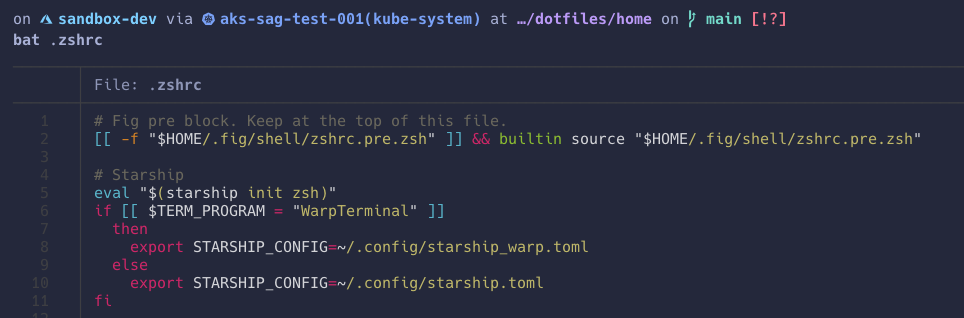 on sandbox-dev via aks-sag-test-001(kube-system) at …/dotfiles/home on main [!?]
bat .zshrc
File: .zshrc
1 # Fig pre block. Keep at the top of this file.
2 [[ -f "$HOME/.fig/shell/zshrc.pre.zsh" ]] && builtin source "$HOME/.fig/shell/zshrc.pre.zsh"
3
4 # Starship
5 eval "$(starship init zsh)"
6 if [[ $TERM_PROGRAM = "WarpTerminal" ]]
7 then
8 export STARSHIP_CONFIG=~/.config/starship_warp.toml
9 else
10 export STARSHIP_CONFIG=~/.config/starship.toml
11 fi